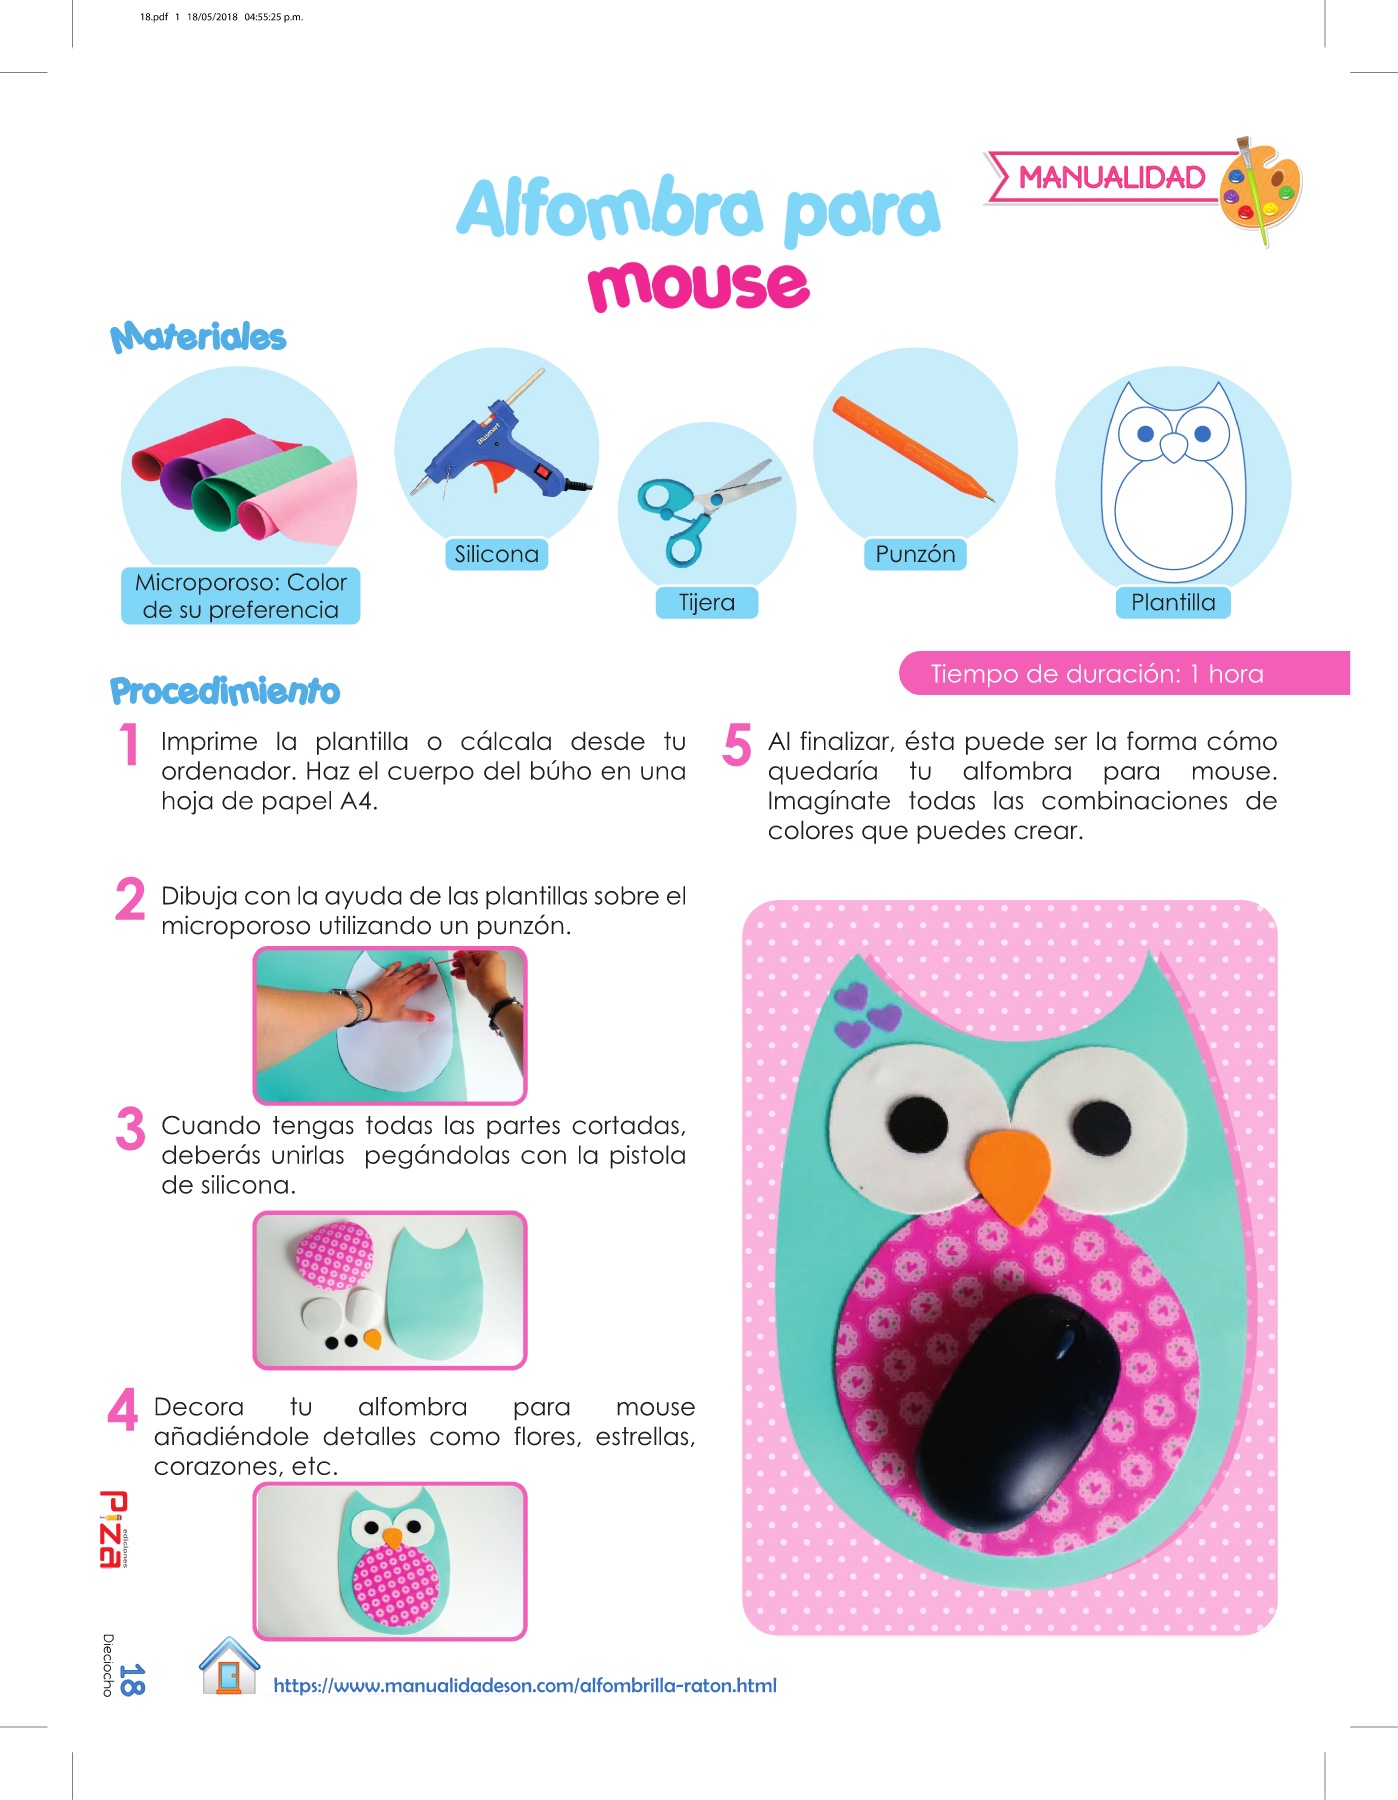 18.pdf 1 18/05/2018 04:55:25 p.m.
MANUALIDAD
Alfombra para
mouse
Materiales
Microporoso: Color
de su preferencia
Silicona
Tijera
Punzón
Plantilla
Tiempo de duración: 1 hora
Procedimiento
1 Imprime la plantilla o cálcala desde tu
ordenador. Haz el cuerpo del búho en una
hoja de papel A4.
2 Dibuja con la ayuda de las plantillas sobre el
microporoso utilizando un punzón.
3 Cuando tengas todas las partes cortadas,
deberás unirlas pegándolas con la pistola
de silicona.
4 Decora tu alfombra para mouse
añadiéndole detalles como flores, estrellas,
corazones, etc.
5 Al finalizar, ésta puede ser la forma cómo
quedaría tu alfombra para mouse.
Imagínate todas las combinaciones de
colores que puedes crear.
Piza
ediciones
18
Dieciocho
https://www.manualidadeson.com/alfombrilla-raton.html